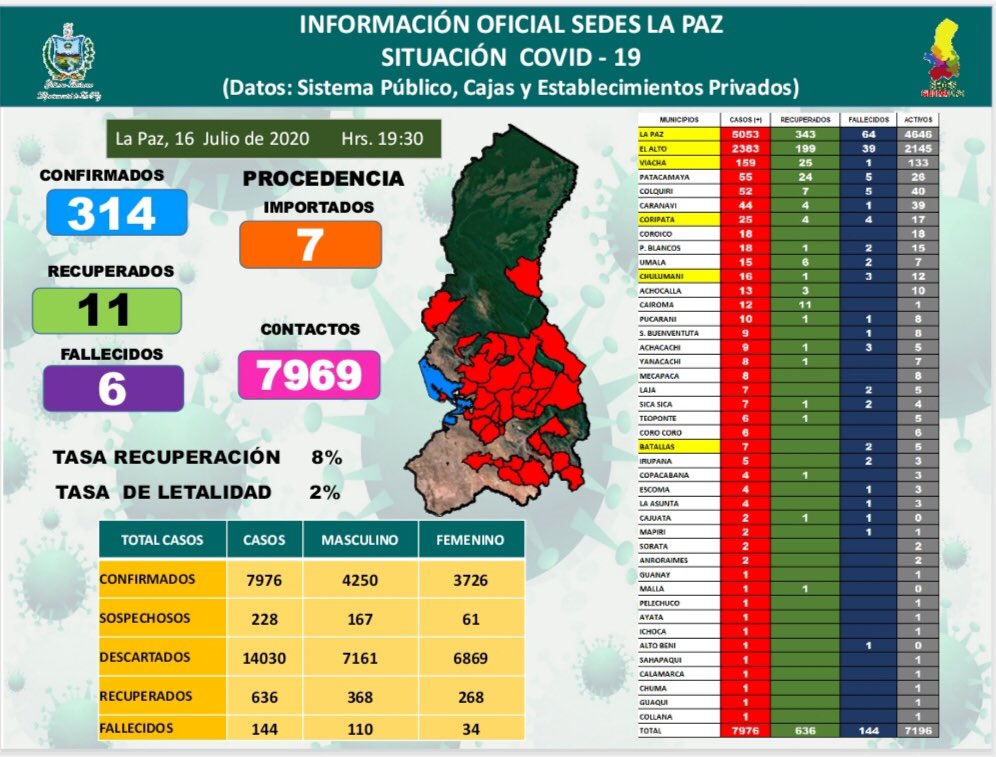 INFORMACIÓN OFICIAL SEDES LA PAZ
SITUACIÓN COVID - 19
(Datos: Sistema Público, Cajas y Establecimientos Privados)
La Paz, 16 Julio de 2020 Hrs. 19:30
CONFIRMADOS
314
RECUPERADOS
11
FALLECIDOS
6
PROCEDENCIA
IMPORTADOS
7
C0NTACTOS
7969
TASA RECUPERACIÓN 8%
TASA DE LETALIDAD 2%
TOTAL CASOS CASOS MASCULINO FEMENINO
CONFIRMADOS 7976 4250 3726
SOSPECHOSOS 228 167 61
DESCARTADOS 14030 7161 6869
RECUPERADOS 636 368 268
FALLECIDOS 144 110 34
MUNICIPIOS CASOS (+) RECUPERADOS FALLECIDOS ACTIVOS
LA PAZ 5053 343 64 4646
EL ALTO 2383 199 39 2145
VIACHA 159 25 1 133
PATACAMAYA 55 24 5 26
COLQUIRI 52 7 5 40
CARANAVI 44 4 1 39
CORIPATA 25 4 4 17
COROICO 18 18
P. BLANCOS 18 1 2 15
UMALA 15 6 2 7
CHULUMANI 16 1 3 12
ACHOCALLA 13 3 10
CAIROMA 12 11 1
PUCARANI 10 1 1 8
S. BUENVENTUTA 9 1 8
ACHACACHI 9 1 3 5
YANACACHI 8 1 7
MECAPACA 8 8
LAJA 7 2 5
SICA SICA 7 1 2 4
TEOPONTE 6 1 5
CORO CORO 6 6
BATALLAS 7 2 5
IRUPANA 5 2 3
COPACABANA 4 1 3
ESCOMA 4 1 3
LA ASUNTA 4 1 3
CAJUATA 2 1 1 0
MAPIRI 2 1 1
SORATA 2 2
ANRORAIMES 2 2
GUANAY 1 1
MALLA 1 1 0
PELECHUCO 1 1
AYATA 1 1
ICHOCA 1 1
ALTO BENI 1 1 0
SAHAPAQUI 1 1
CALAMARCA 1 1
CHUMA 1 1
GUAQUI 1 1
COLLANA 1 1
TOTAL 7976 636 144 7196